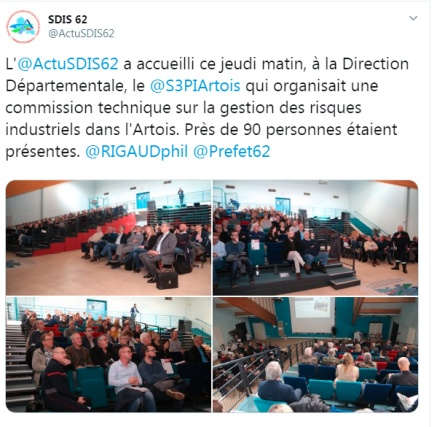 SDIS 62
@ActuSDIS62
L'@ActuSDIS62 a accueilli ce jeudi matin, à la Direction
Départementale, le @S3PIArtois qui organisait une
commission technique sur la gestion des risques
industriels dans l'Artois. Près de 90 personnes étaient
présentes. @RIGAUDphil @Prefet62